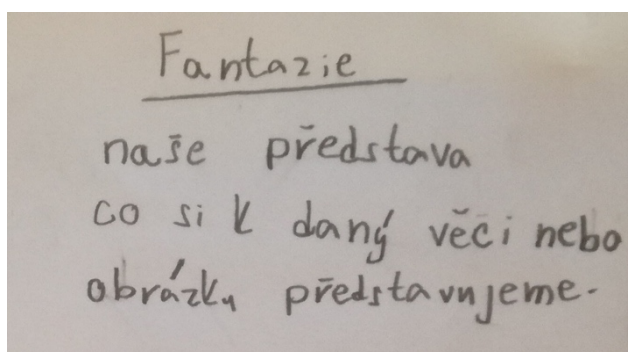 Fantazie
naše představa
co si k daný věci nebo
obrázku představujeme.